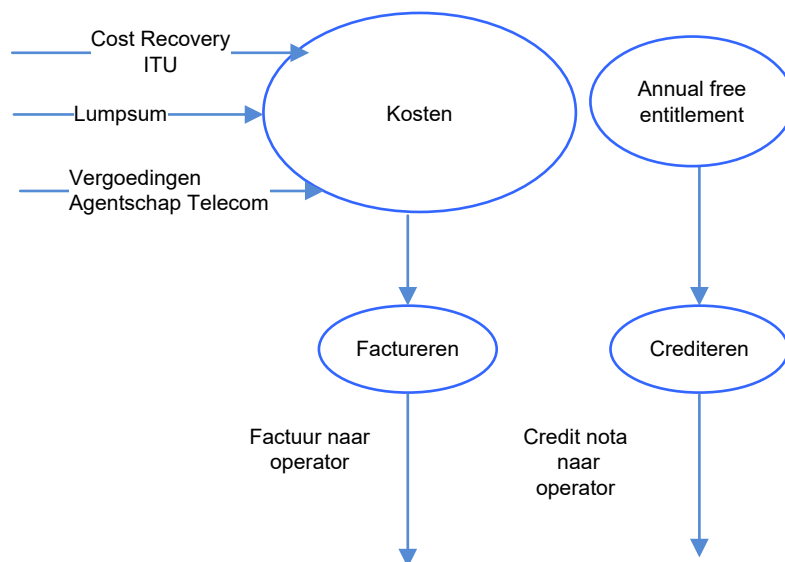 Cost Recovery
ITU
Lumpsum
Vergoedingen
Agentschap Telecom
Kosten
Annual free
entitlement
Factureren
Crediteren
Factuur naar
operator
Credit nota
naar
operator